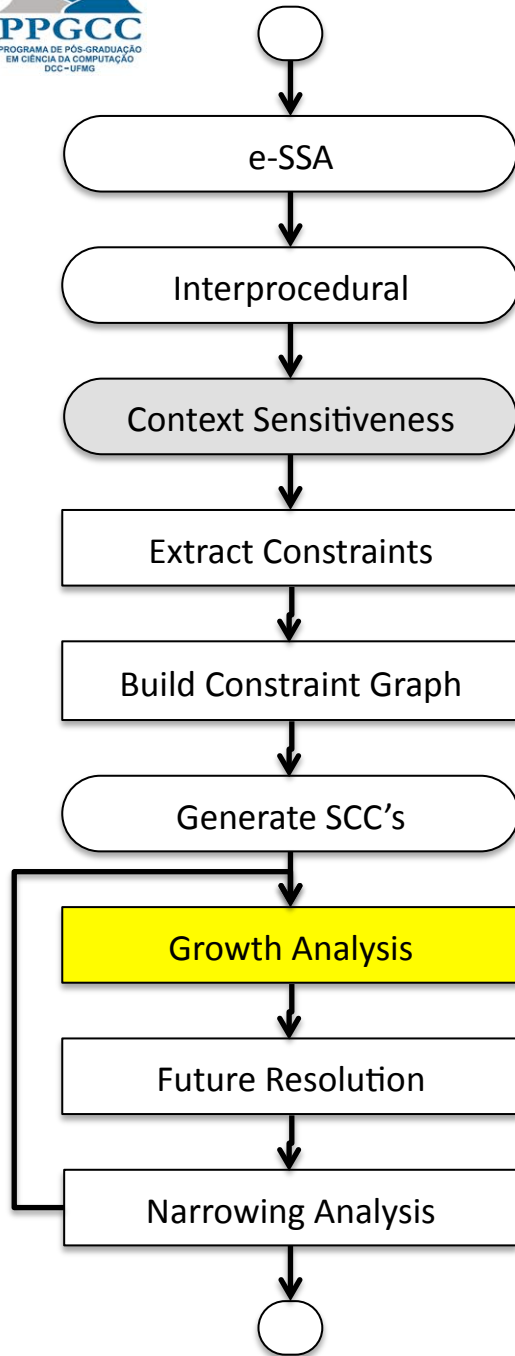 PPGCC
PROGRAMA DE PÓS-GRADUAÇÃO
EM CIÊNCIA DA COMPUTAÇÃO
DCC-UFMG
e-SSA
Interprocedural
Context Sensitiveness
Extract Constraints
Build Constraint Graph
Generate SCC’s
Growth Analysis
Future Resolution
Narrowing Analysis